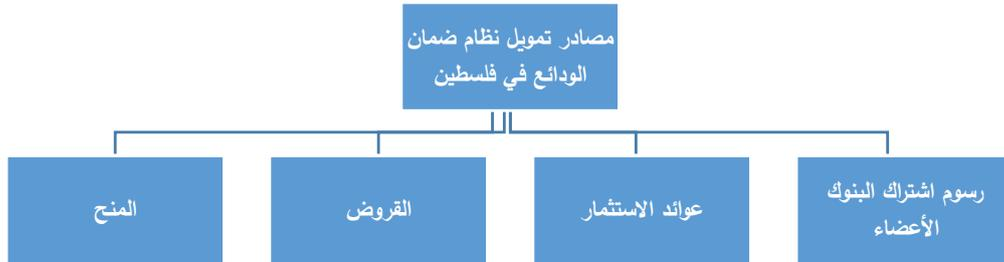 مصادر تمويل نظام ضمان
الودائع في فلسطين
رسوم اشتراك البنوك
الأعضاء
عوائد الاستثمار
القروض
المنح